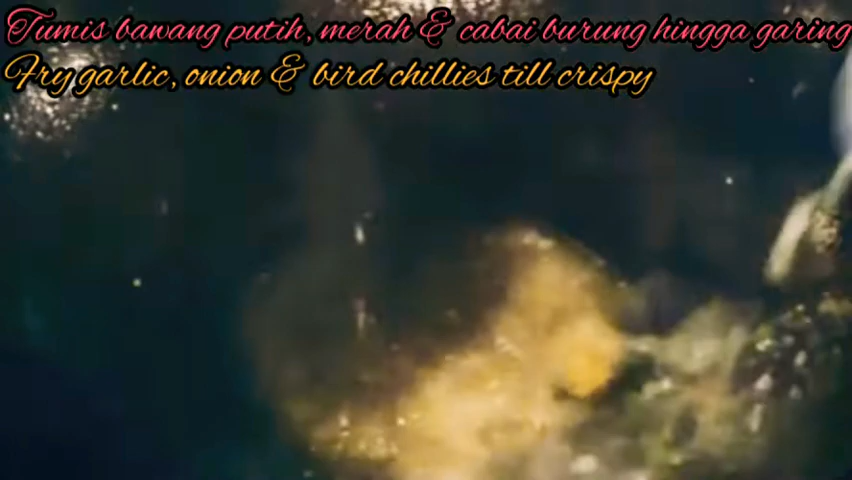 Tumis bawang putih, merah & cabai burung hingga garing
Fry garlic, onion & bird chillies till crispy